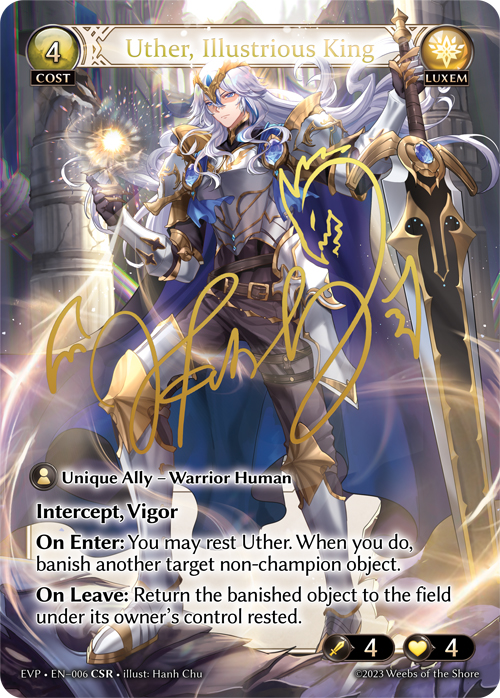 4
COST
Uther, Illustrious King
LUXEM
Unique Ally – Warrior Human
Intercept, Vigor
On Enter: You may rest Uther. When you do,
banish another target non-champion object.
On Leave: Return the banished object to the field
under its owner's control rested.
4
4
EVP • EN–006 CSR • illust: Hanh Chu
©2023 Weebs of the Shore